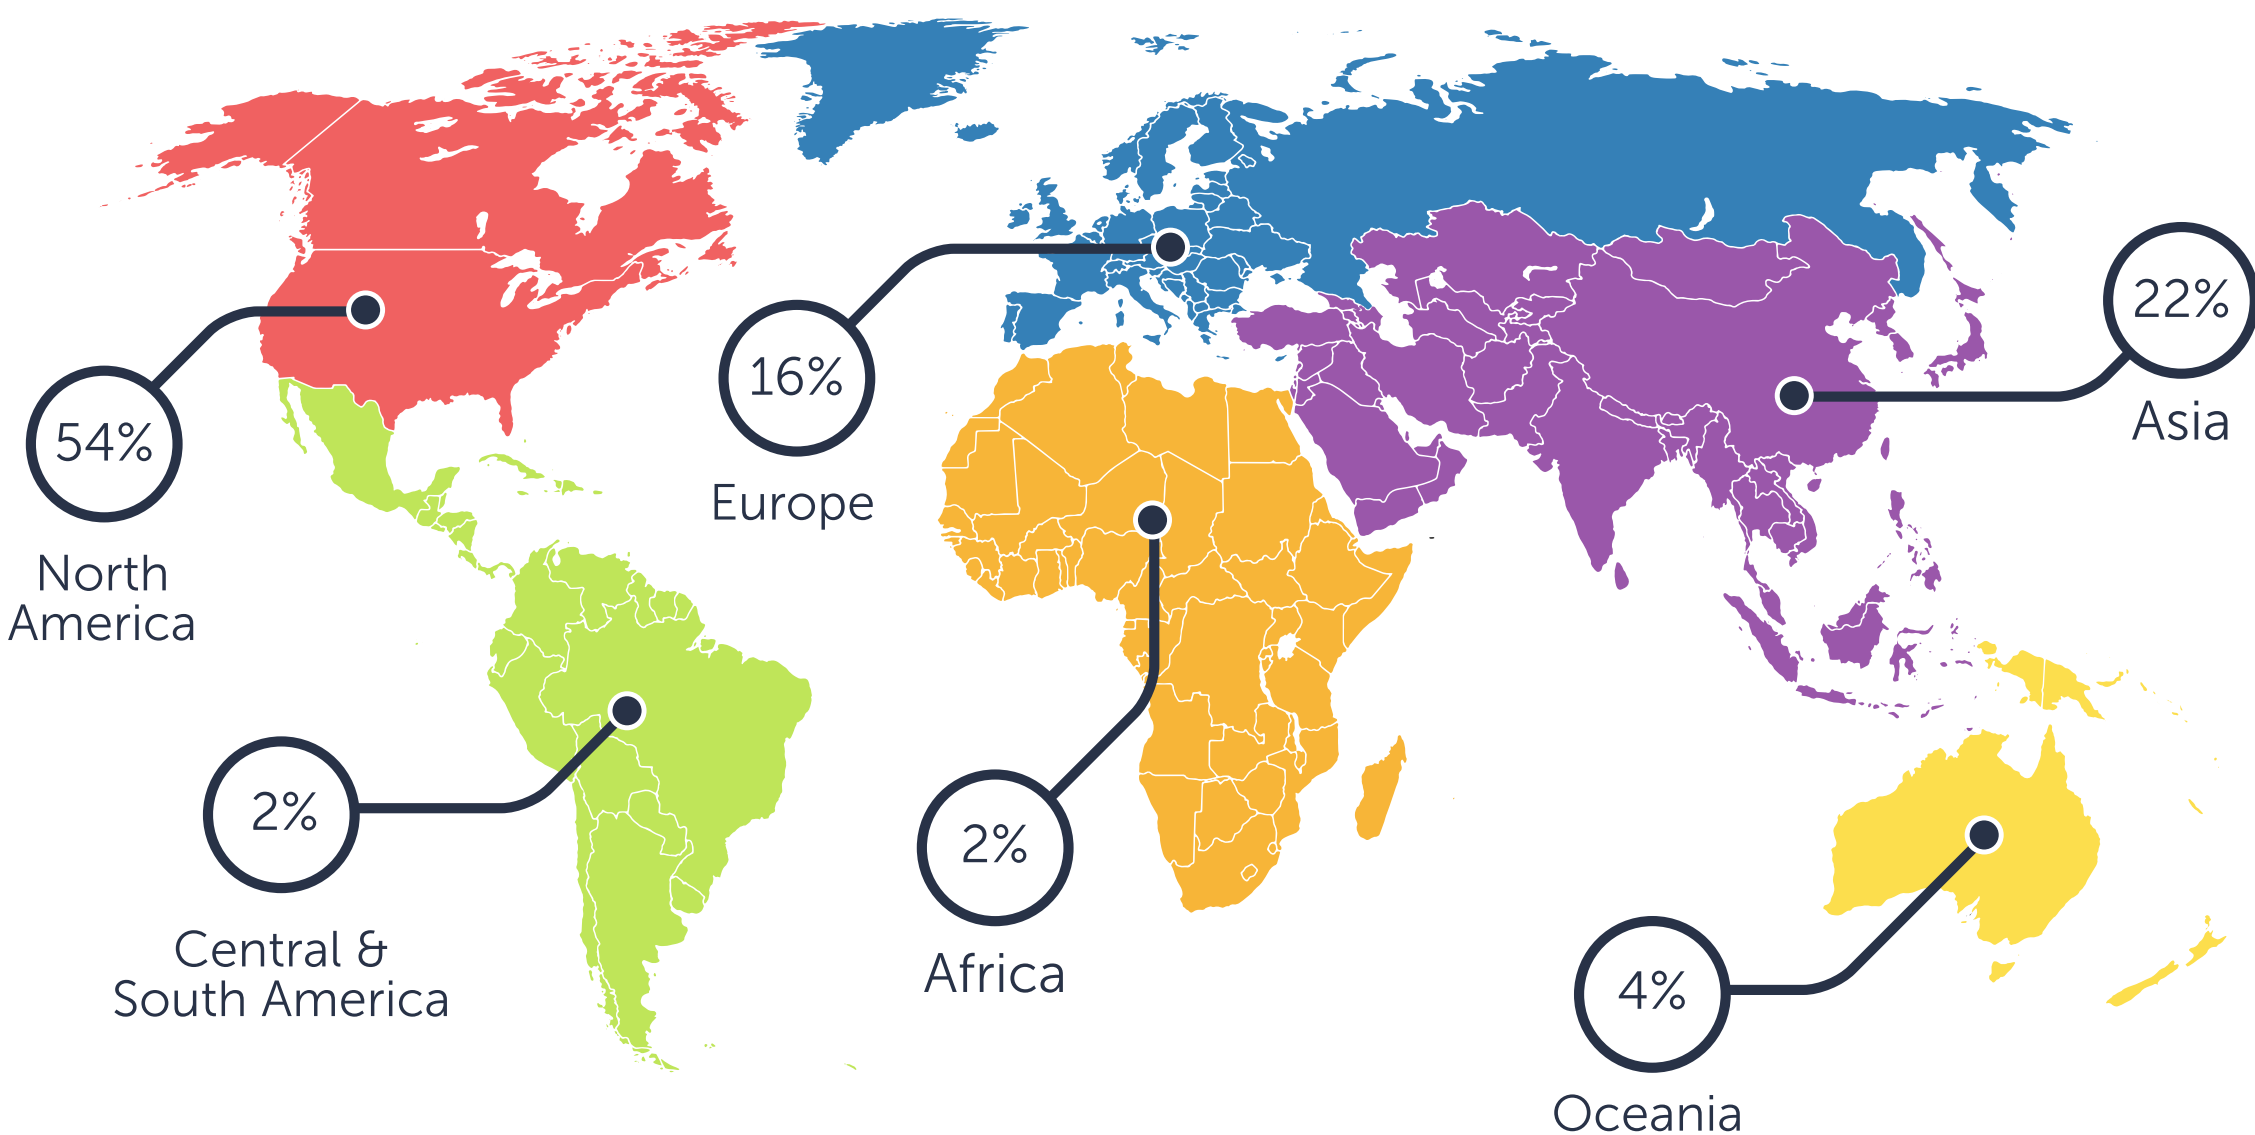 54%
North
America
16%
Europe
22%
Asia
2%
Central &
South America
2%
Africa
4%
Oceania